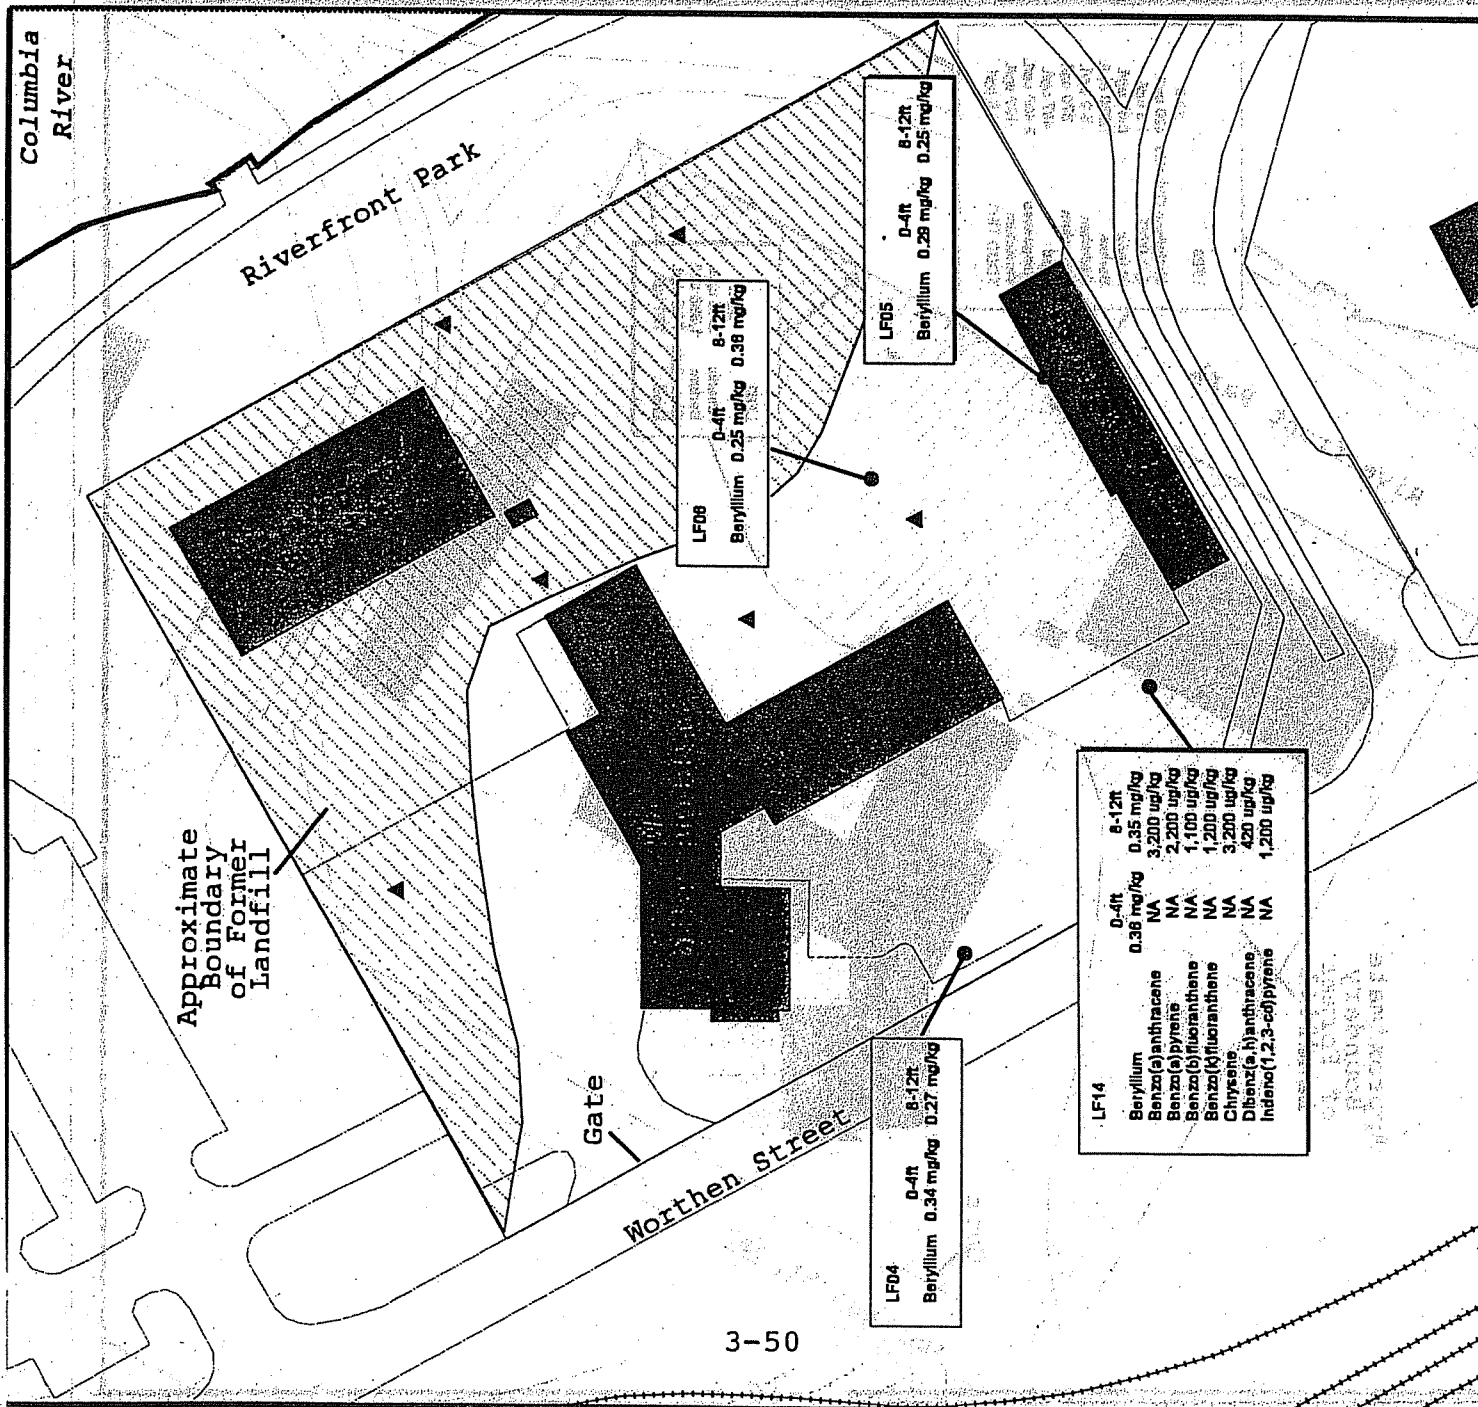 Columbia
River
Riverfront Park
Approximate
Boundary
of Former
Landfill
Gate
Worthen Street
LF05
0-4ft 8-12ft
Beryllium 0.29 mg/kg 0.25 mg/kg
LF08
0-4ft 8-12ft
Beryllium 0.25 mg/kg 0.38 mg/kg
LF04
0-4ft 8-12ft
Beryllium 0.34 mg/kg 0.27 mg/kg
LF14
0-4ft 8-12ft
Beryllium 0.36 mg/kg 0.35 mg/kg
Benzo(a)anthracene NA 3,200 ug/kg
Benzo(a)pyrene NA 2,200 ug/kg
Benzo(b)fluoranthene NA 1,100 ug/kg
Benzo(k)fluoranthene NA 1,200 ug/kg
Chrysene NA 3,200 ug/kg
Dibenz(a,h)anthracene NA 420 ug/kg
Indeno(1,2,3-cd)pyrene NA 1,200 ug/kg
3-50